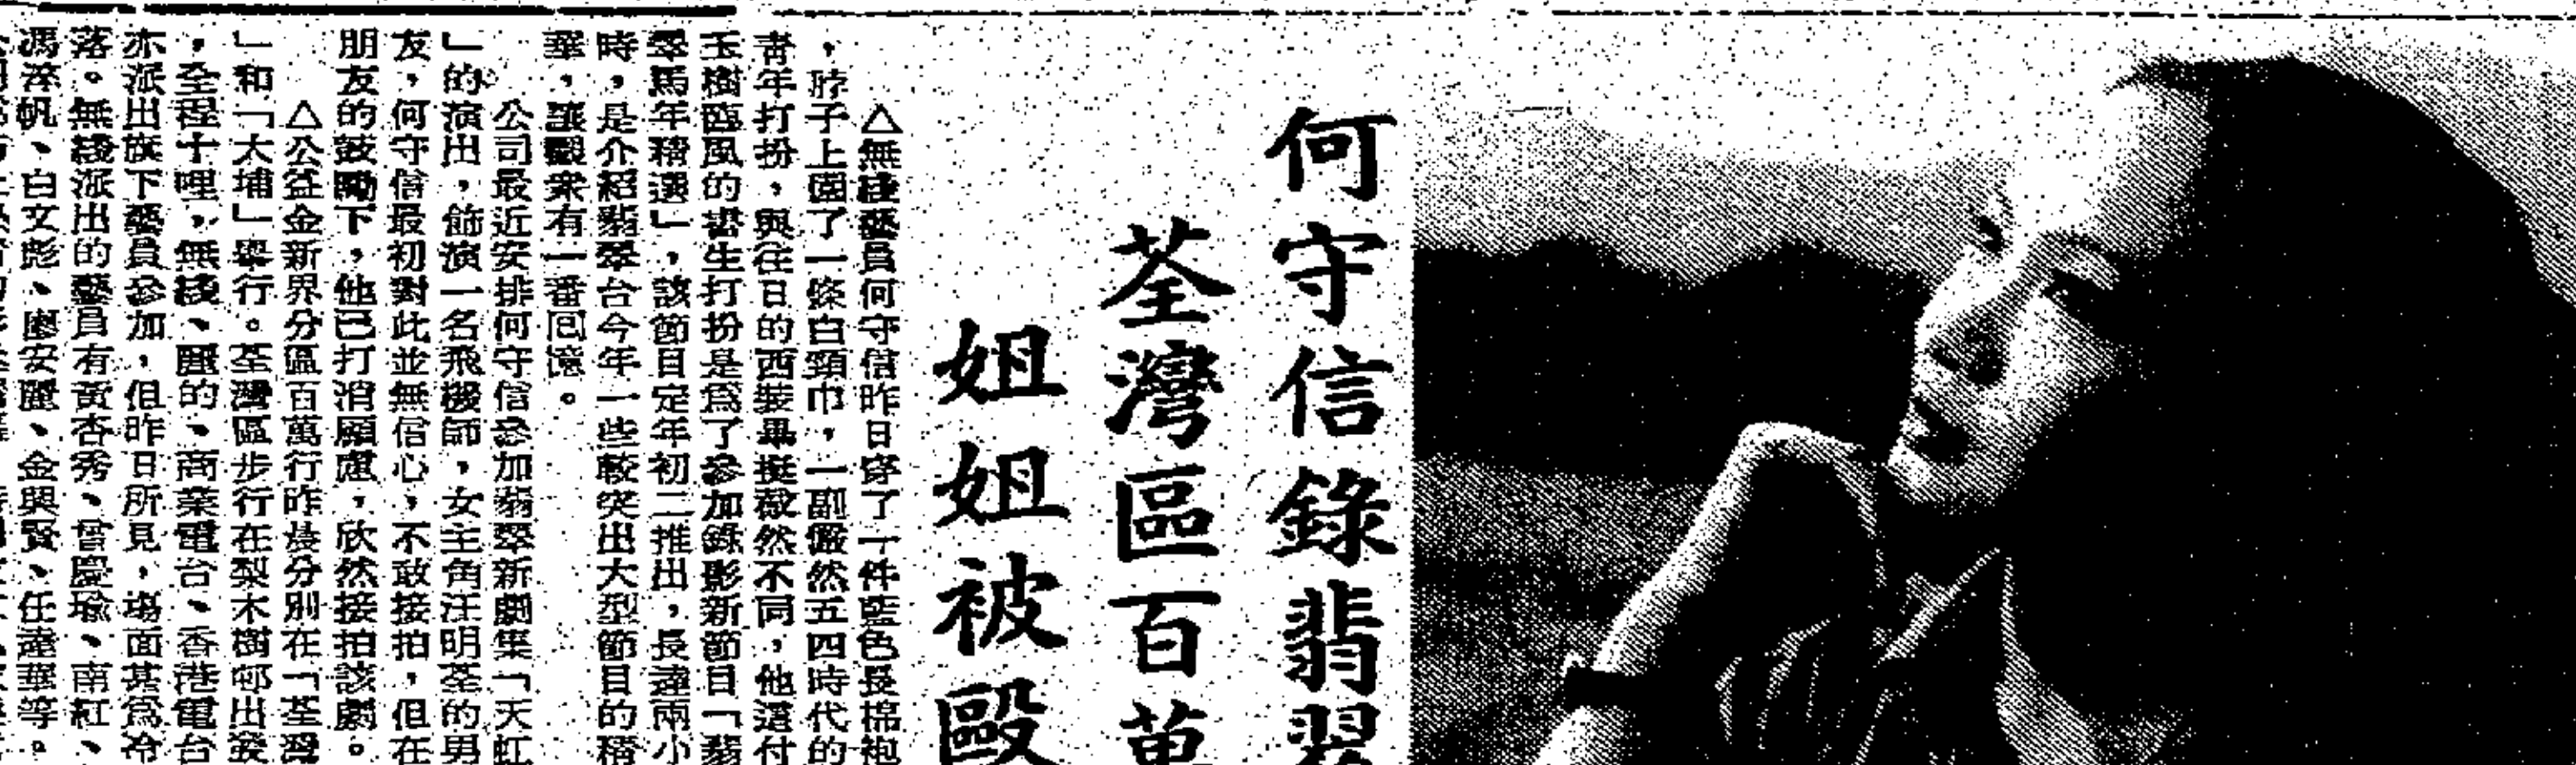 何守信錄翡翠
荃灣區百萬
姐姐被毆
△無綫藝員何守信昨日穿了一件藍色長棉袍
，脖子上圍了一條白頸巾，一副儼然五四時代的
青年打扮，與往日的西裝畢挺截然不同，他這付
玉樹臨風的書生打扮是為了參加錄影新節目「翡
翠馬年精選」，該節目定年初二推出，長達兩小
時，是介紹翡翠台今年一些較突出大型節目的精
華，讓觀衆有一番回憶。
公司最近安排何守信參加翡翠新劇集「天虹
」的演出，飾演一名飛機師，女主角汪明荃的男
友，何守信最初對此並無信心，不敢接拍，但在
朋友的鼓勵下，他已打消顧慮，欣然接拍該劇。
△公益金新界分區百萬行昨晨分別在「荃灣
」和「大埔」舉行。荃灣區步行在梨木樹邨出發
，全程十哩，無綫、麗的、商業電台、香港電台
亦派出旗下藝員參加，但昨日所見，場面甚為冷
落。無綫派出的藝員有黃杏秀、曾慶瑜、南紅、
馮淬帆、白文彪、廖安麗、金興賢、任達華等。